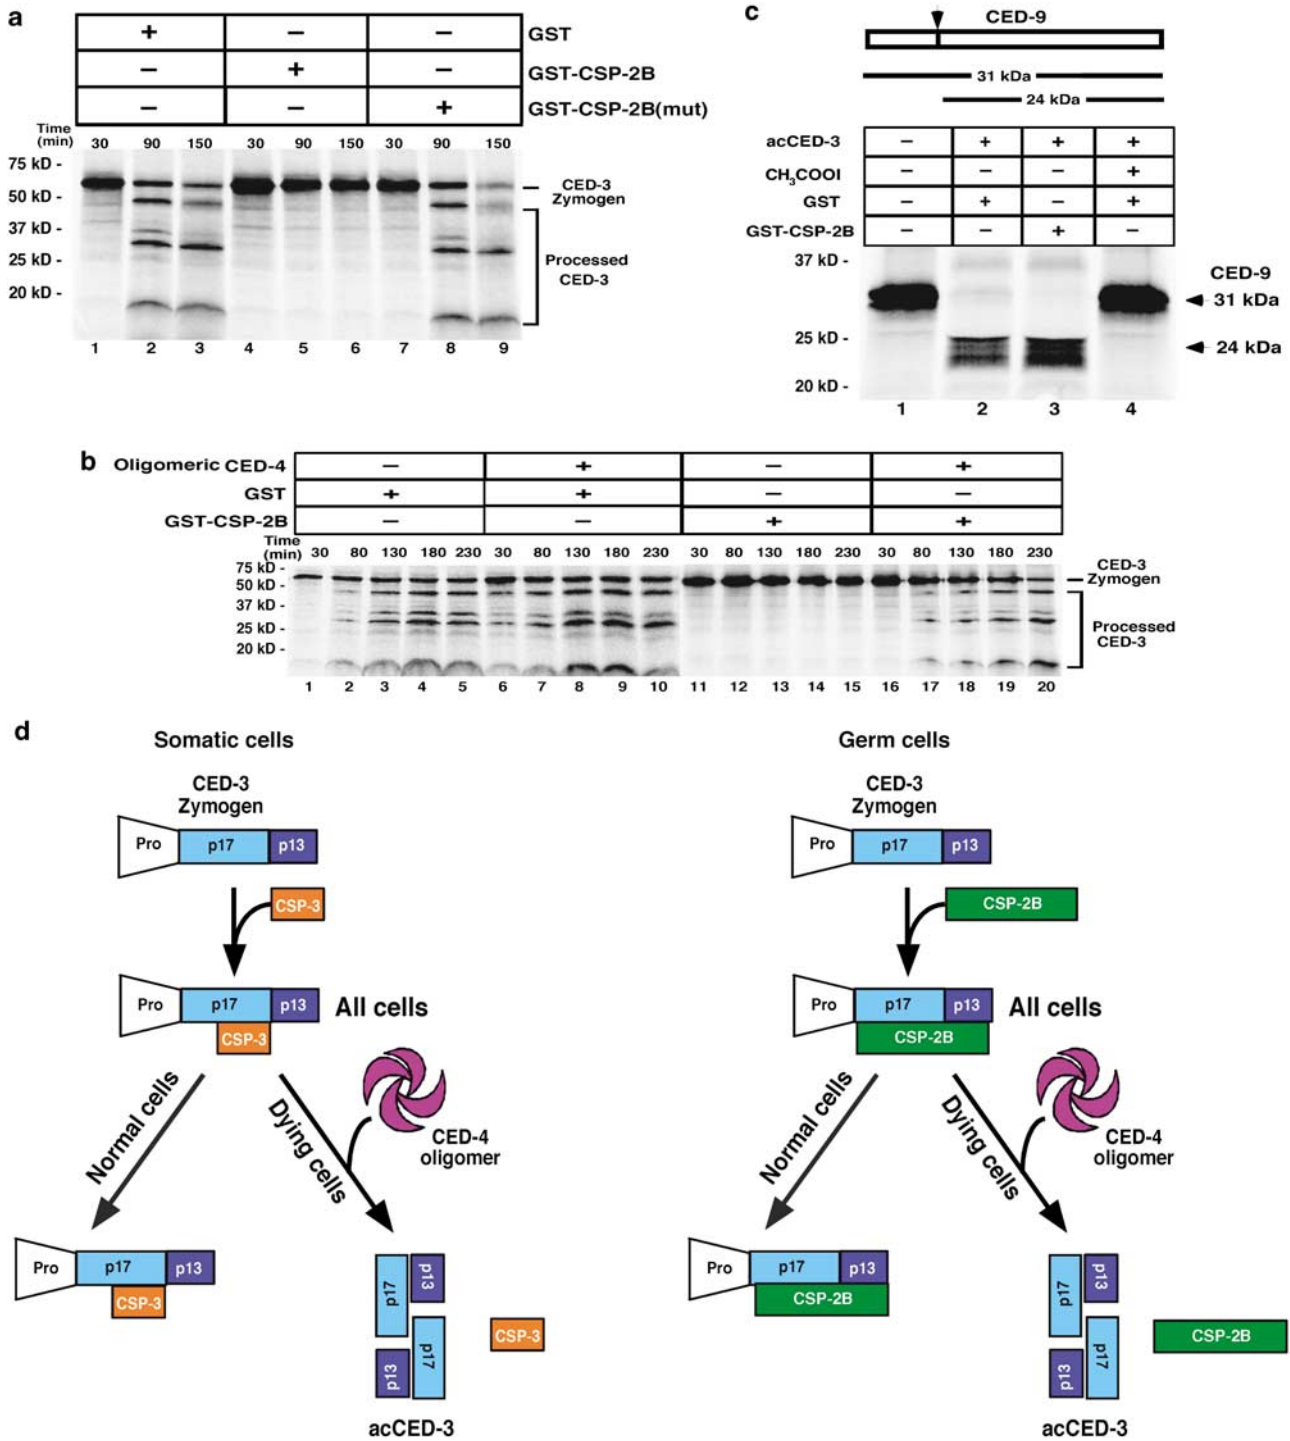 a
+ − − GST
− + − GST-CSP-2B
− − + GST-CSP-2B(mut)
Time (min) 30 90 150 30 90 150 30 90 150
75 kD -
50 kD -
37 kD -
25 kD -
20 kD -
CED-3 Zymogen
Processed CED-3
1 2 3 4 5 6 7 8 9
c
CED-9
31 kDa
24 kDa
acCED-3 − + + +
CH3COOI − − − +
GST − + − +
GST-CSP-2B − − + −
37 kD -
25 kD -
20 kD -
CED-9
31 kDa
24 kDa
1 2 3 4
b
Oligomeric CED-4 − + − +
GST + + − −
GST-CSP-2B − − + +
Time (min) 30 80 130 180 230 30 80 130 180 230 30 80 130 180 230 30 80 130 180 230
75 kD -
50 kD -
37 kD -
25 kD -
20 kD -
CED-3 Zymogen
Processed CED-3
1 2 3 4 5 6 7 8 9 10 11 12 13 14 15 16 17 18 19 20
d
Somatic cells
CED-3
Zymogen
Pro p17 p13
CSP-3
Pro p17 p13
CSP-3
All cells
Normal cells
Dying cells
CED-4
oligomer
Pro p17 p13
CSP-3
p17 p13
p13 p17
CSP-3
acCED-3
Germ cells
CED-3
Zymogen
Pro p17 p13
CSP-2B
Pro p17 p13
CSP-2B
All cells
Normal cells
Dying cells
CED-4
oligomer
Pro p17 p13
CSP-2B
p17 p13
p13 p17
CSP-2B
acCED-3